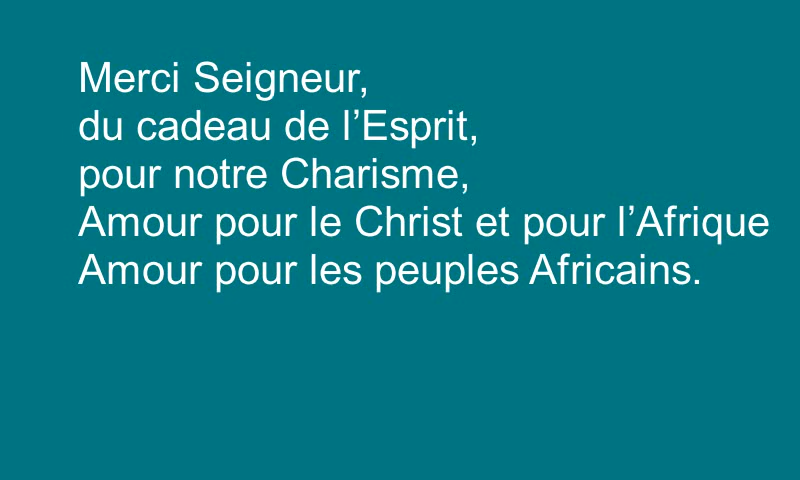 Merci Seigneur,
du cadeau de l’Esprit,
pour notre Charisme,
Amour pour le Christ et pour l’Afrique
Amour pour les peuples Africains.